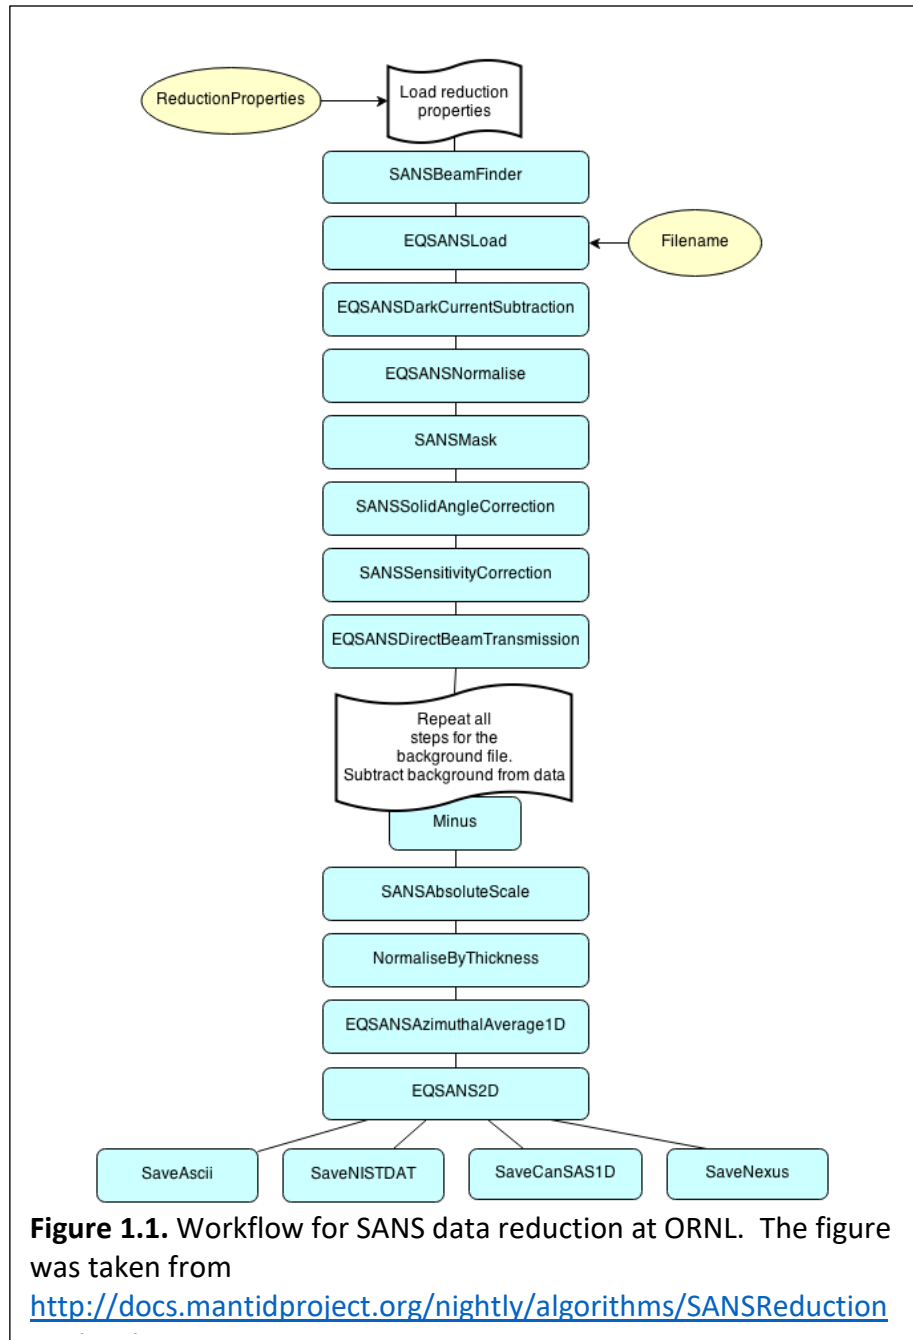 ReductionProperties
Load reduction
properties
SANSBeamFinder
EQSANSLoad
Filename
EQSANSDarkCurrentSubtraction
EQSANSNormalise
SANSMask
SANSSolidAngleCorrection
SANSSensitivityCorrection
EQSANSDirectBeamTransmission
Repeat all
steps for the
background file.
Subtract background from data
Minus
SANSAbsoluteScale
NormaliseByThickness
EQSANSAzimuthalAverage1D
EQSANS2D
SaveAscii
SaveNISTDAT
SaveCanSAS1D
SaveNexus
Figure 1.1. Workflow for SANS data reduction at ORNL. The figure
was taken from
http://docs.mantidproject.org/nightly/algorithms/SANSReduction